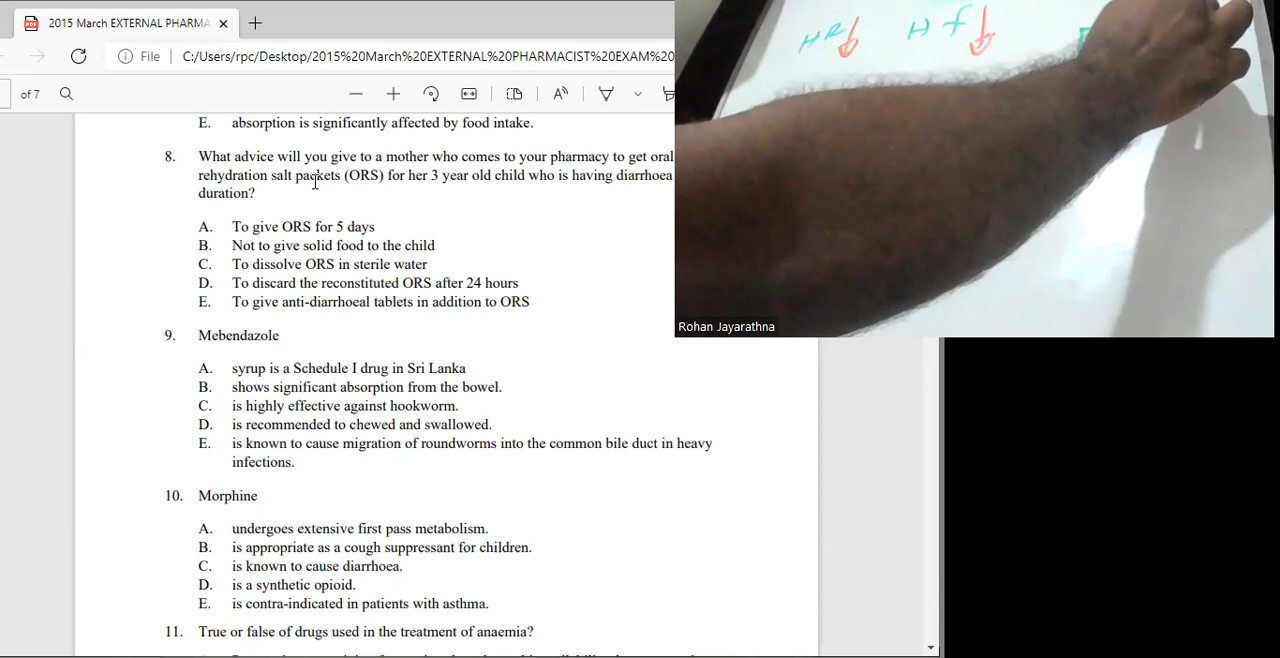 2015 March EXTERNAL PHARMA
File
C:/Users/rpc/Desktop/2015%20March%20EXTERNAL%20PHARMACIST%20EXAM%20
of 7
E. absorption is significantly affected by food intake.
8. What advice will you give to a mother who comes to your pharmacy to get oral
rehydration salt packets (ORS) for her 3 year old child who is having diarrhoea
duration?
A. To give ORS for 5 days
B. Not to give solid food to the child
C. To dissolve ORS in sterile water
D. To discard the reconstituted ORS after 24 hours
E. To give anti-diarrhoeal tablets in addition to ORS
9. Mebendazole
A. syrup is a Schedule I drug in Sri Lanka
B. shows significant absorption from the bowel.
C. is highly effective against hookworm.
D. is recommended to chewed and swallowed.
E. is known to cause migration of roundworms into the common bile duct in heavy
infections.
10. Morphine
A. undergoes extensive first pass metabolism.
B. is appropriate as a cough suppressant for children.
C. is known to cause diarrhoea.
D. is a synthetic opioid.
E. is contra-indicated in patients with asthma.
11. True or false of drugs used in the treatment of anaemia?
Rohan Jayarathna